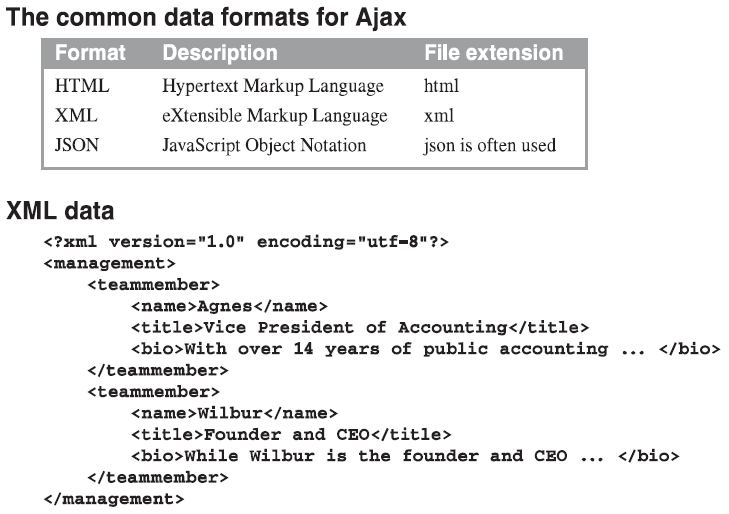 The common data formats for Ajax
Format Description File extension
HTML Hypertext Markup Language html
XML eXtensible Markup Language xml
JSON JavaScript Object Notation json is often used
XML data
<?xml version="1.0" encoding="utf-8"?>
<management>
    <teammember>
        <name>Agnes</name>
        <title>Vice President of Accounting</title>
        <bio>With over 14 years of public accounting ... </bio>
    </teammember>
    <teammember>
        <name>Wilbur</name>
        <title>Founder and CEO</title>
        <bio>While Wilbur is the founder and CEO ... </bio>
    </teammember>
</management>